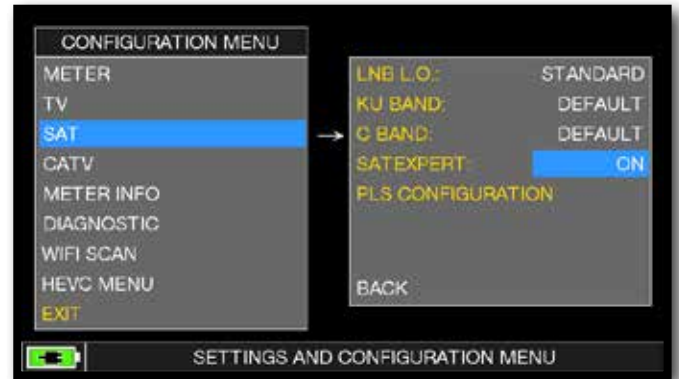 CONFIGURATION MENU
METER
TV
SAT
CATV
METER INFO
DIAGNOSTIC
WIFI SCAN
HEVC MENU
EXIT
→
LNB L.O.: STANDARD
KU BAND: DEFAULT
C BAND: DEFAULT
SATEXPERT: ON
PLS CONFIGURATION
BACK
SETTINGS AND CONFIGURATION MENU